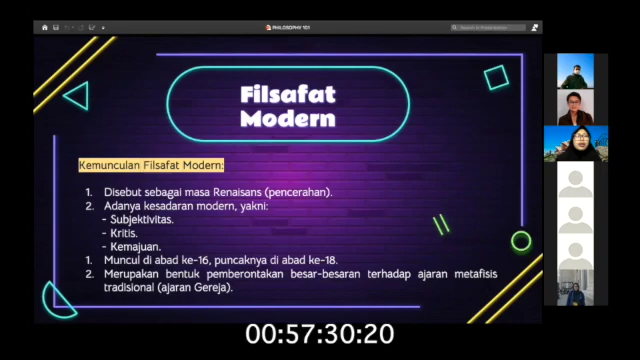 PHILOSOPHY 101
Search in Presentation
Filsafat
Modern
Kemunculan Filsafat Modern:
1. Disebut sebagai masa Renaisans (pencerahan).
2. Adanya kesadaran modern, yakni:
- Subjektivitas.
- Kritis.
- Kemajuan.
1. Muncul di abad ke-16, puncaknya di abad ke-18.
2. Merupakan bentuk pemberontakan besar-besaran terhadap ajaran metafisis
tradisional (ajaran Gereja).
00:57:30:20